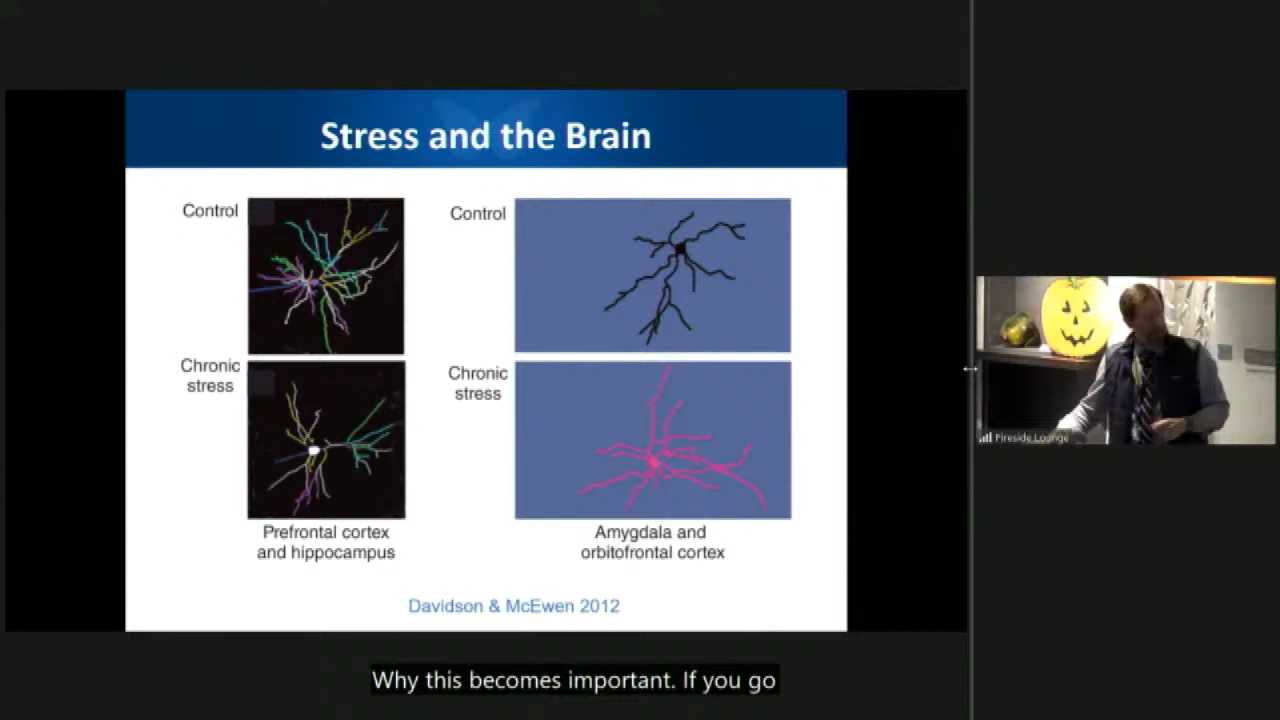 Stress and the Brain
Control
Control
Chronic
stress
Chronic
stress
Prefrontal cortex
and hippocampus
Amygdala and
orbitofrontal cortex
Davidson & McEwen 2012
Fireside Lounge
Why this becomes important. If you go